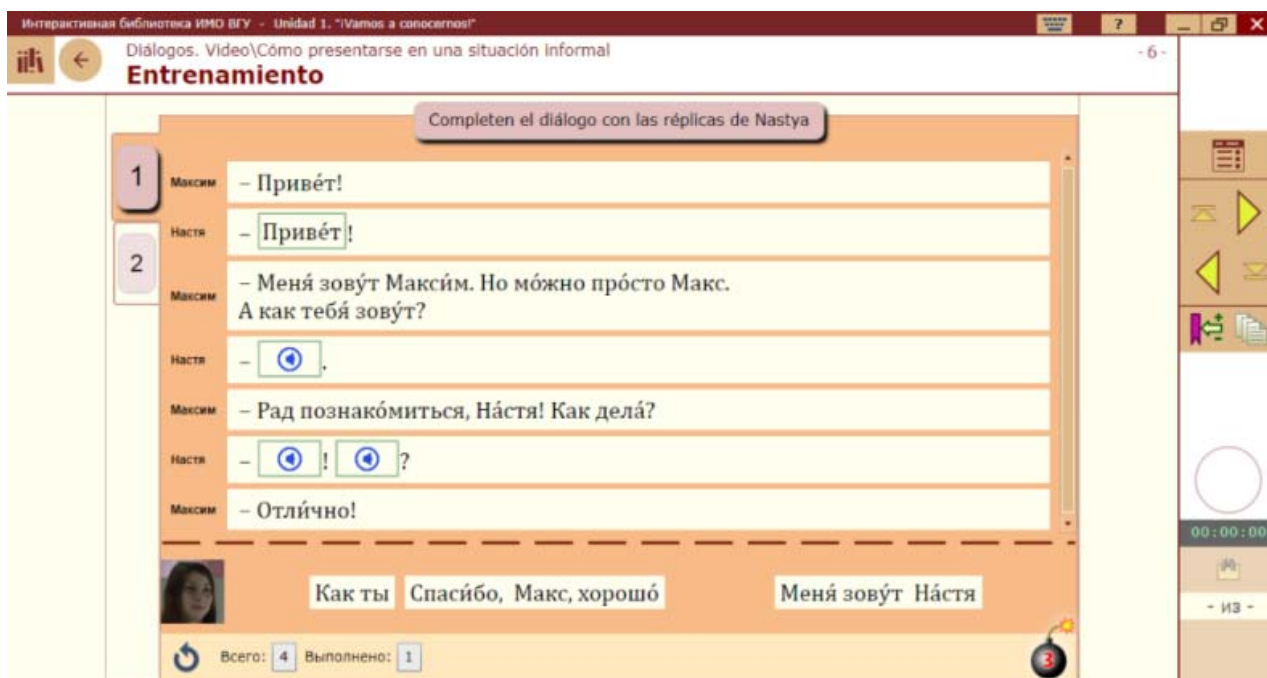 Интерактивная библиотека ИМО ВГУ - Unidad 1. "¡Vamos a conocernos!"
?
Diálogos. Video\Cómo presentarse en una situación informal
- 6 -
Entrenamiento
Completen el diálogo con las réplicas de Nastya
1
2
Максим – Приве́т!
Настя – Приве́т!
Максим – Меня́ зову́т Макси́м. Но мо́жно про́сто Макс.
А как тебя́ зову́т?
Настя – .
Максим – Рад познако́миться, На́стя! Как дела́?
Настя – ! ?
Максим – Отли́чно!
Как ты Спаси́бо, Макс, хорошо́ Меня́ зову́т На́стя
Всего: 4 Выполнено: 1
3
00:00:00
- из -